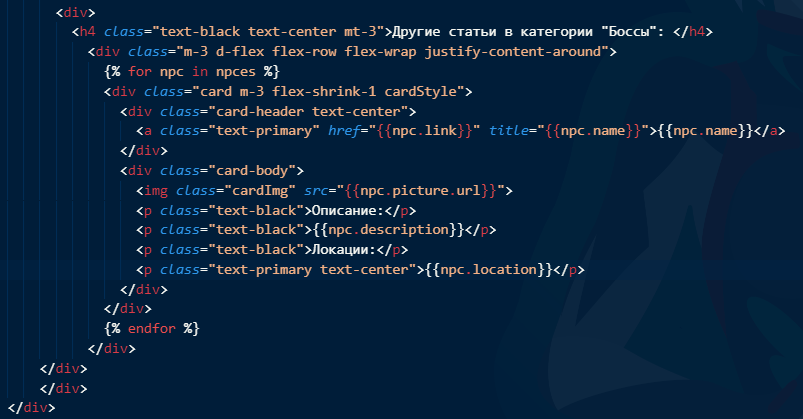 <div>
<h4 class="text-black text-center mt-3">Другие статьи в категории "Боссы": </h4>
<div class="m-3 d-flex flex-row flex-wrap justify-content-around">
{% for npc in npces %}
<div class="card m-3 flex-shrink-1 cardStyle">
<div class="card-header text-center">
<a class="text-primary" href="{{npc.link}}" title="{{npc.name}}">{{npc.name}}</a>
</div>
<div class="card-body">
<img class="cardImg" src="{{npc.picture.url}}">
<p class="text-black">Описание:</p>
<p class="text-black">{{npc.description}}</p>
<p class="text-black">Локации:</p>
<p class="text-primary text-center">{{npc.location}}</p>
</div>
</div>
{% endfor %}
</div>
</div>
</div>
</div>